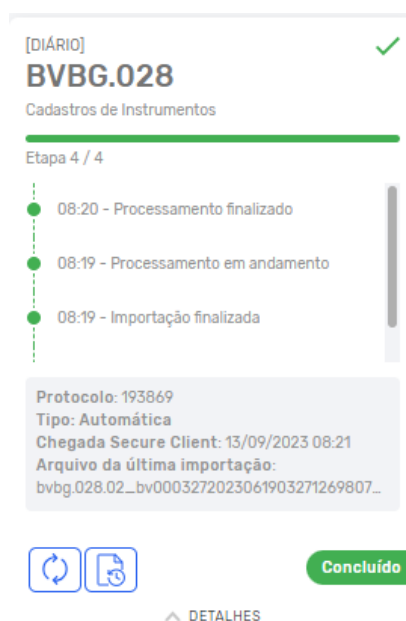 [DIÁRIO]
BVBG.028
Cadastros de Instrumentos
Etapa 4 / 4
08:20 - Processamento finalizado
08:19 - Processamento em andamento
08:19 - Importação finalizada
Protocolo: 193869
Tipo: Automática
Chegada Secure Client: 13/09/2023 08:21
Arquivo da última importação:
bvbg.028.02_bv0003272023061903271269807...
Concluído
DETALHES